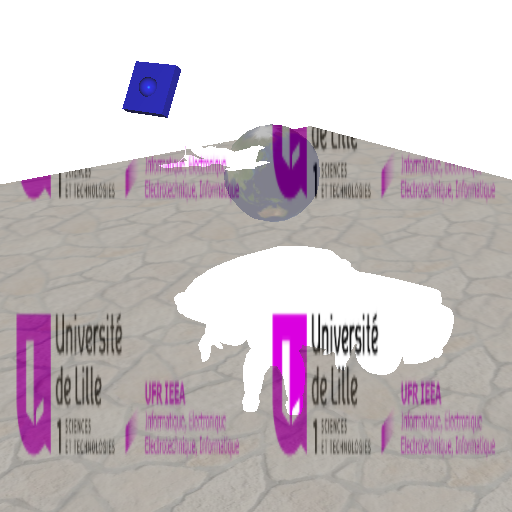 de Lille
1 SCIENCES
ET TECHNOLOGIES
Informatique, Electronique
Electrotechnique, Informatique
1 SCIENCES
ET TECHNOLOGIES
Informatique, Electronique
Electrotechnique, Informatique
Université
de Lille
1 SCIENCES
ET TECHNOLOGIES
UFR IEEA
Informatique, Electronique
Electrotechnique, Informatique
Université
de Lille
1 SCIENCES
ET TECHNOLOGIES
UFR IEEA
Informatique, Electronique
Electrotechnique, Informatique